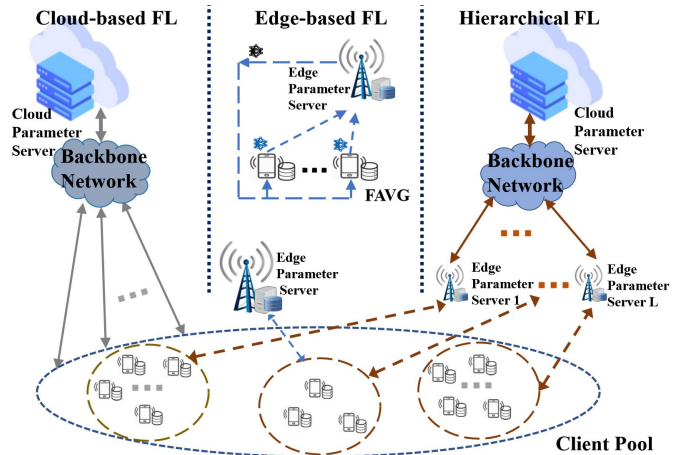 Cloud-based FL
Edge-based FL
Hierarchical FL
Cloud
Parameter
Server
Backbone
Network
Edge
Parameter
Server
FAVG
Edge
Parameter
Server
Cloud
Parameter
Server
Backbone
Network
Edge
Parameter
Server 1
Edge
Parameter
Server L
Client Pool